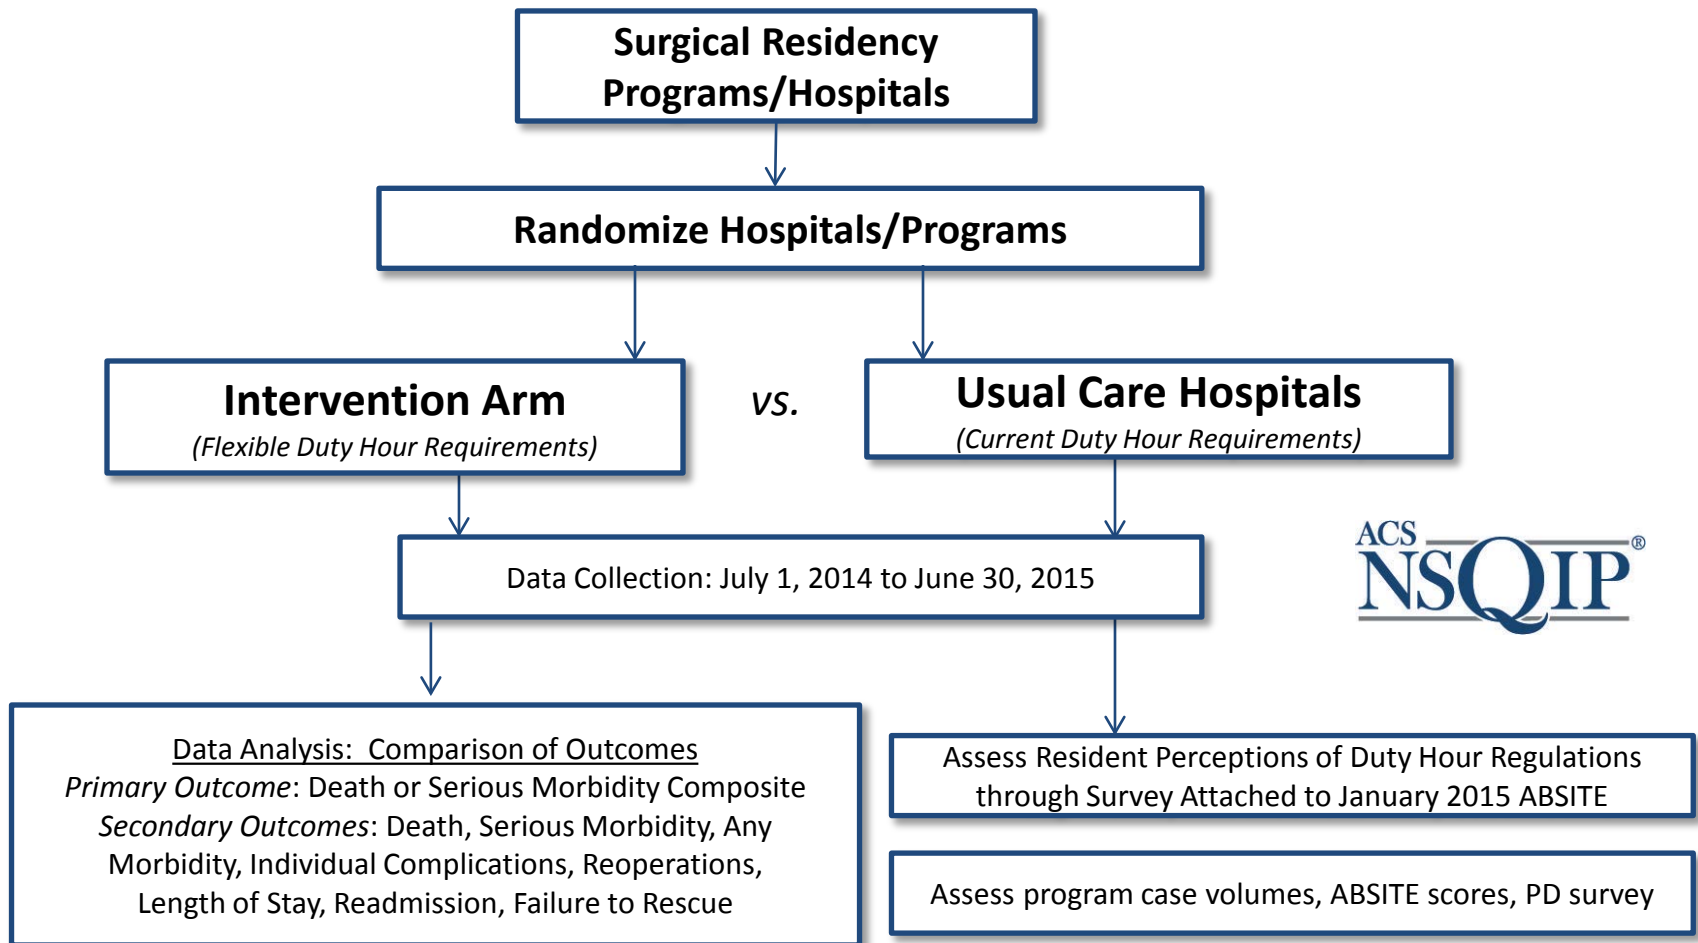 Surgical Residency
Programs/Hospitals
Randomize Hospitals/Programs
Intervention Arm
(Flexible Duty Hour Requirements)
vs.
Usual Care Hospitals
(Current Duty Hour Requirements)
Data Collection: July 1, 2014 to June 30, 2015
ACS
NSQIP®
Data Analysis:  Comparison of Outcomes
Primary Outcome: Death or Serious Morbidity Composite
Secondary Outcomes: Death, Serious Morbidity, Any
Morbidity, Individual Complications, Reoperations,
Length of Stay, Readmission, Failure to Rescue
Assess Resident Perceptions of Duty Hour Regulations
through Survey Attached to January 2015 ABSITE
Assess program case volumes, ABSITE scores, PD survey